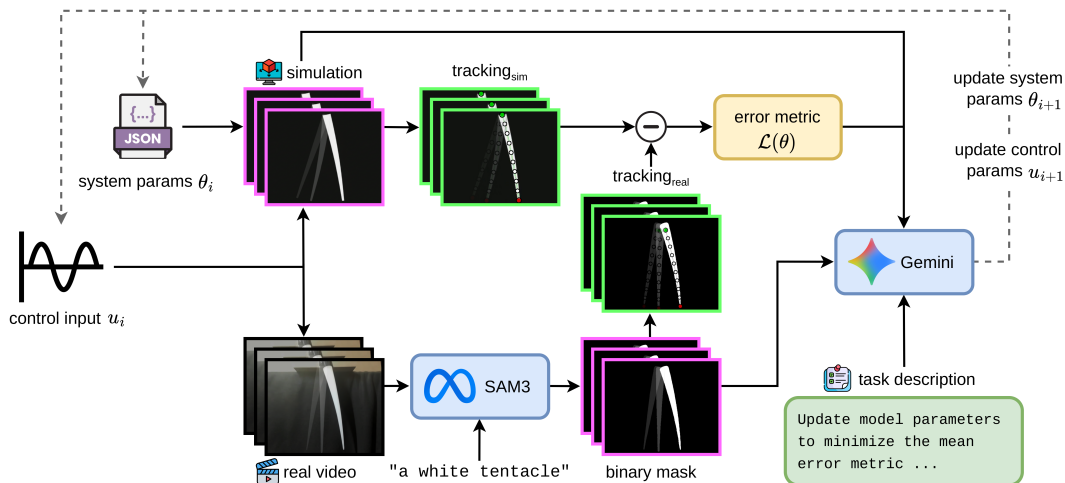 simulation
tracking_sim
update system
params θ_{i+1}
{...}
JSON
error metric
ℒ(θ)
update control
params u_{i+1}
system params θ_i
tracking_real
Gemini
control input u_i
SAM3
task description
Update model parameters
to minimize the mean
error metric ...
real video
"a white tentacle"
binary mask